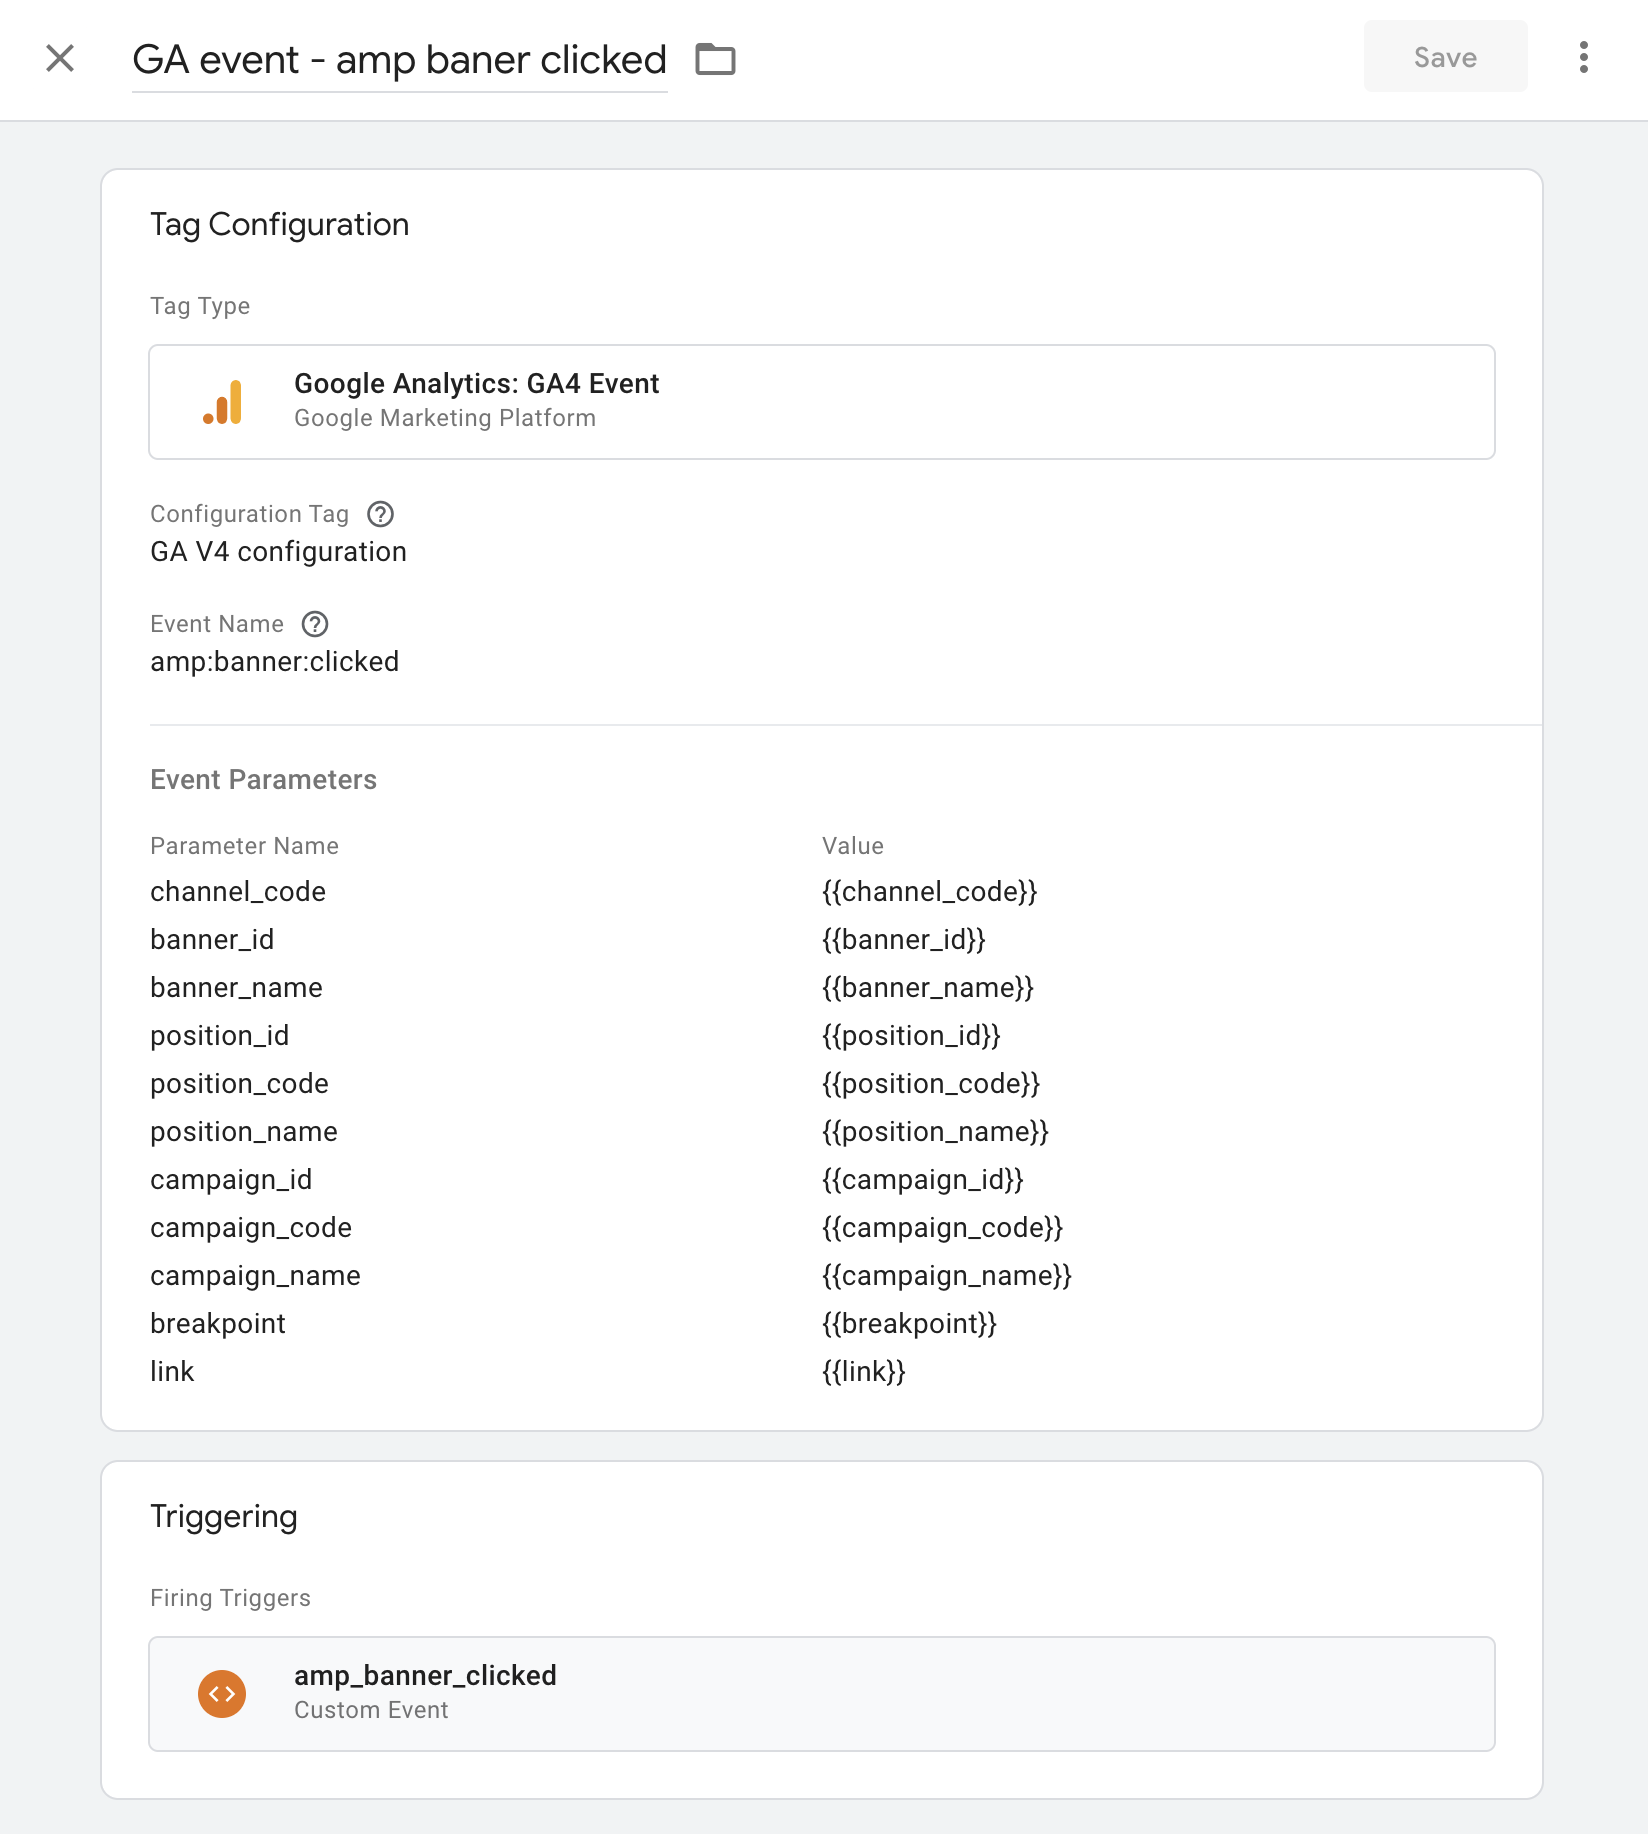 GA event - amp baner clicked
Save
Tag Configuration
Tag Type
Google Analytics: GA4 Event
Google Marketing Platform
Configuration Tag
GA V4 configuration
Event Name
amp:banner:clicked
Event Parameters
Parameter Name Value
channel_code {{channel_code}}
banner_id {{banner_id}}
banner_name {{banner_name}}
position_id {{position_id}}
position_code {{position_code}}
position_name {{position_name}}
campaign_id {{campaign_id}}
campaign_code {{campaign_code}}
campaign_name {{campaign_name}}
breakpoint {{breakpoint}}
link {{link}}
Triggering
Firing Triggers
amp_banner_clicked
Custom Event